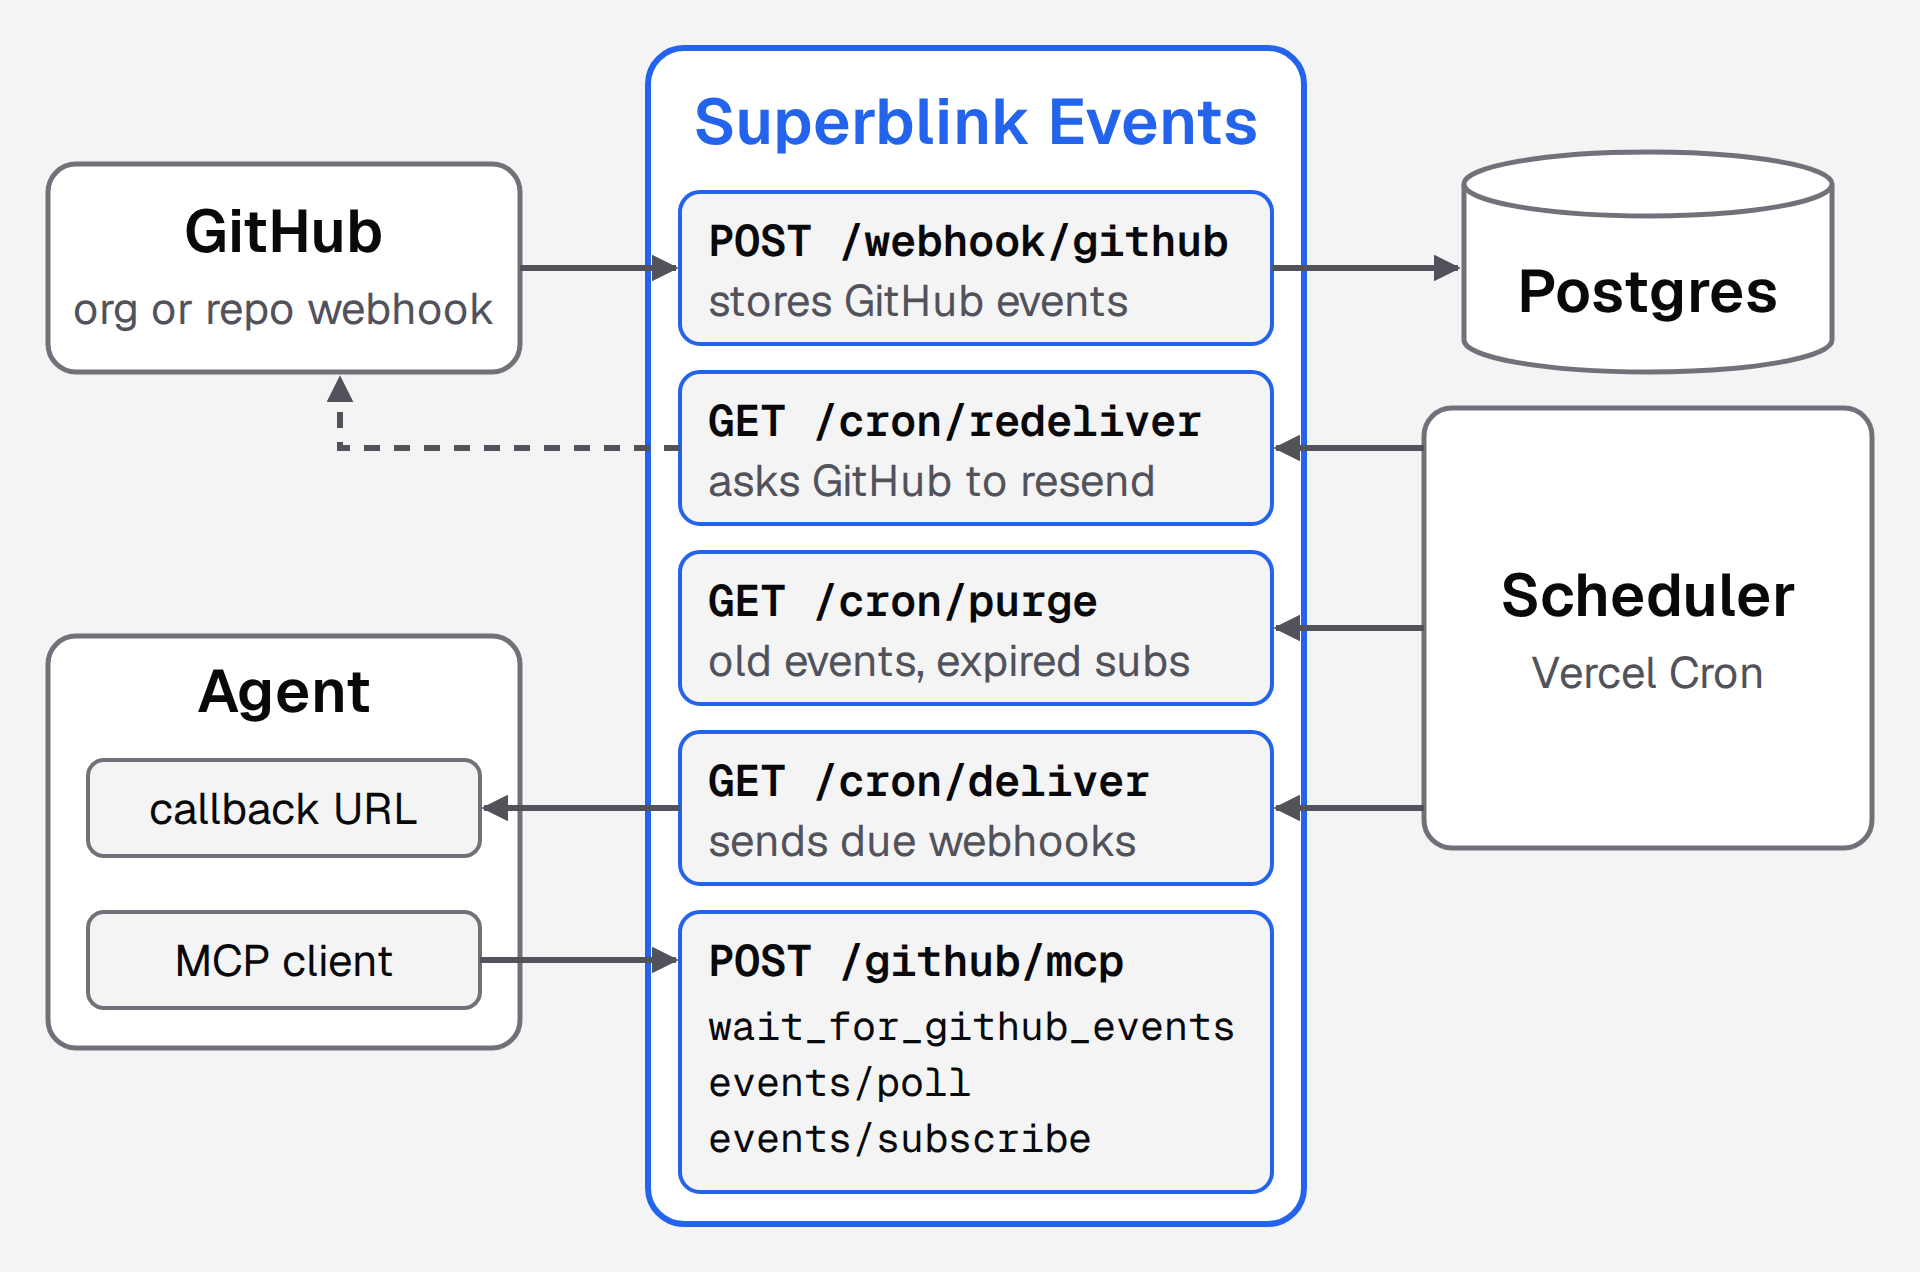 Superblink Events
GitHub
org or repo webhook
POST /webhook/github
stores GitHub events
Postgres
GET /cron/redeliver
asks GitHub to resend
GET /cron/purge
old events, expired subs
Scheduler
Vercel Cron
Agent
callback URL
GET /cron/deliver
sends due webhooks
MCP client
POST /github/mcp
wait_for_github_events
events/poll
events/subscribe